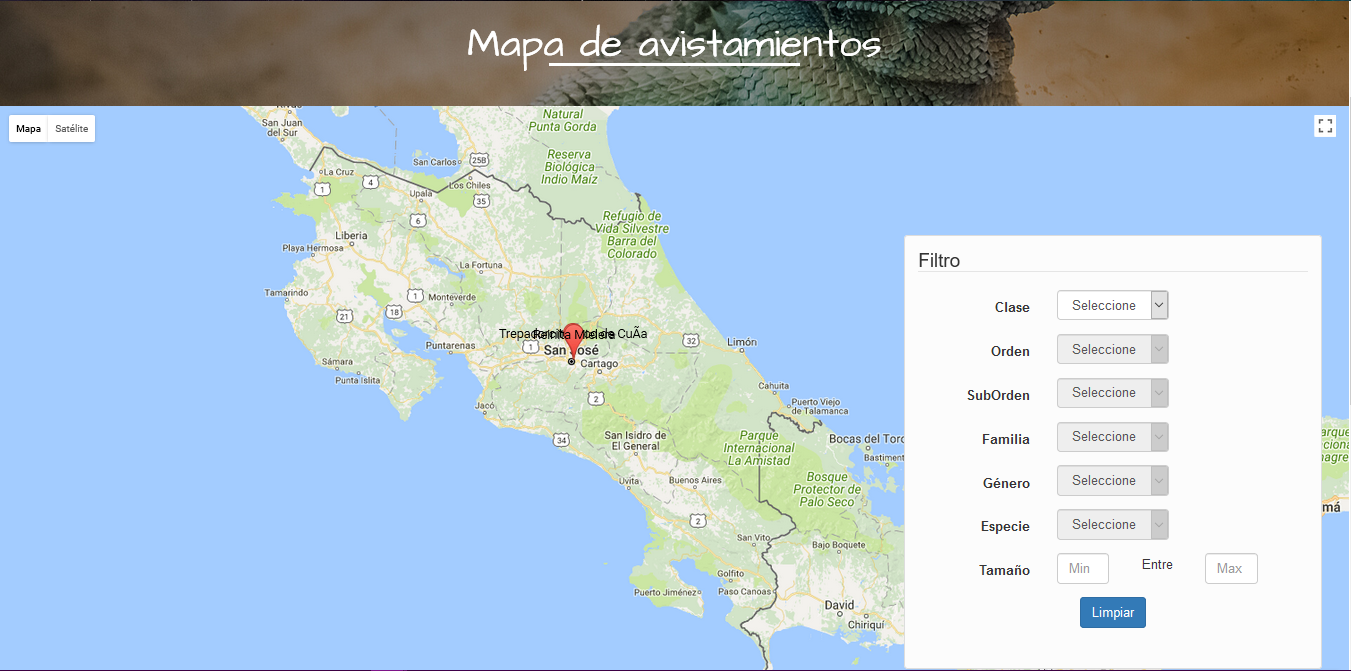 Mapa de avistamientos
Mapa
Satélite
San Juan
del Sur
Natural
Punta Gorda
San Carlos
25B
Reserva
Biológica
Indio Maíz
La Cruz
1
4
Upala
Los Chiles
35
6
Refugio de
Vida Silvestre
Barra del
Colorado
Liberia
Playa Hermosa
La Fortuna
Tamarindo
1
Monteverde
21
18
Puntarenas
1
San José
Cartago
32
Limón
Sámara
Punta Islita
Jacó
2
Cahuita
Puerto Viejo
de Talamanca
34
San Isidro de
El General
Parque
Internacional
La Amistad
Bocas del Toro
Bastiment
Uvita
Buenos Aires
Bosque
Protector de
Palo Seco
2
San Vito
Bajo Boquete
Golfito
Puerto Jiménez
Paso Canoas
David
Chiriquí
má
Filtro
Clase
Seleccione
Orden
Seleccione
SubOrden
Seleccione
Familia
Seleccione
Género
Seleccione
Especie
Seleccione
Tamaño
Min
Entre
Max
Limpiar